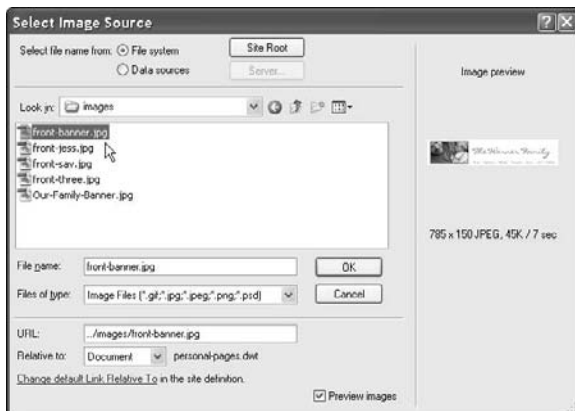 Select Image Source
Select file name from: File system Site Root
Data sources Server...
Image preview
Look in: images
front-banner.jpg
front-jess.jpg
front-sav.jpg
front-three.jpg
Our-Family-Banner.jpg
The Warner Family
785 x 150 JPEG, 45K / 7 sec
File name: front-banner.jpg OK
Files of type: Image Files (*.gif;*.jpg;*.jpeg;*.png;*.psd) Cancel
URL: ../images/front-banner.jpg
Relative to: Document personal-pages.dwt
Change default Link Relative To in the site definition.
Preview images